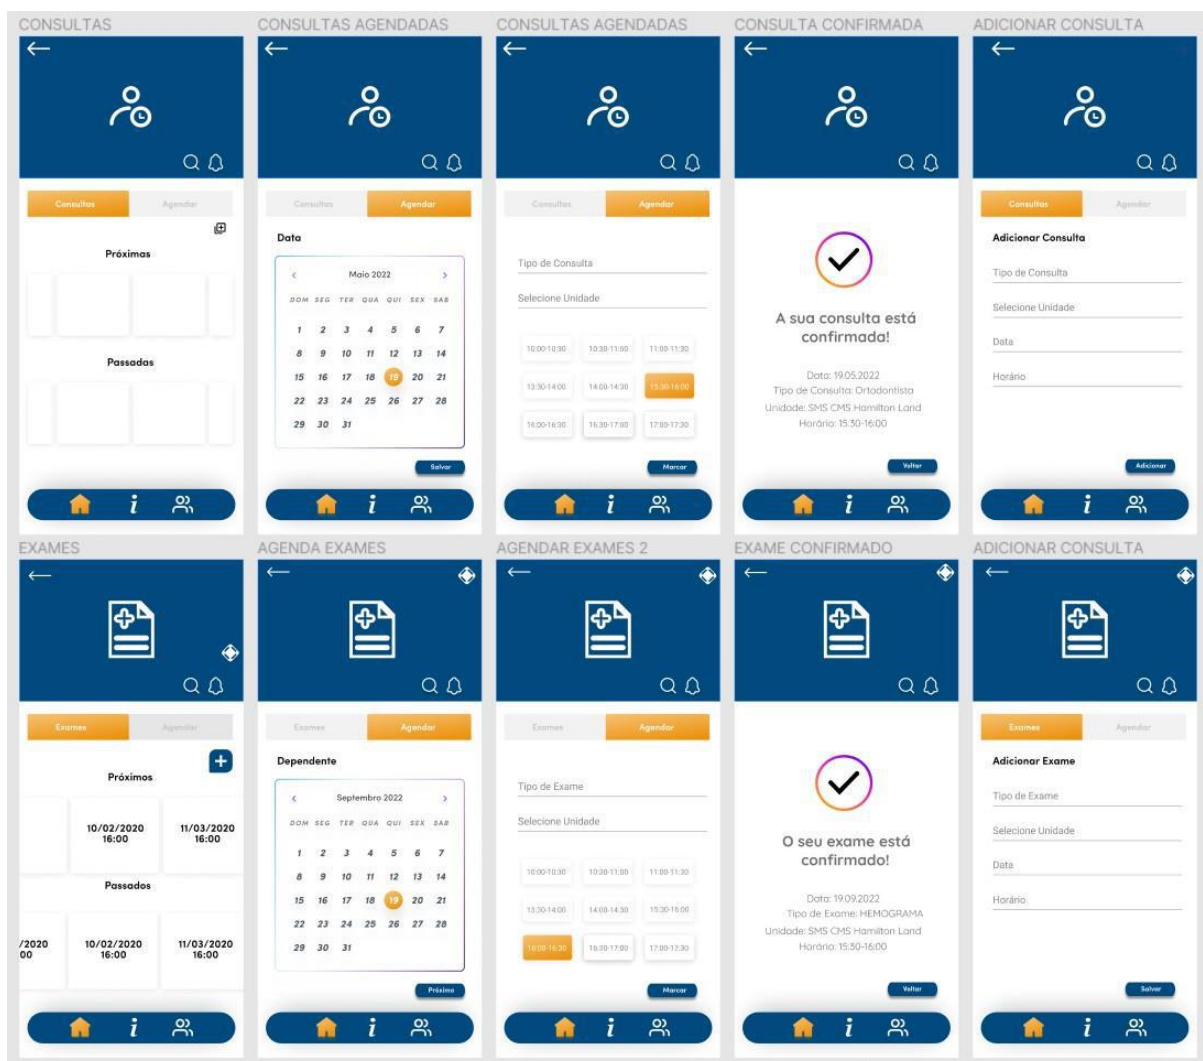 CONSULTAS
Consultas Agendar
Próximas
Passadas
CONSULTAS AGENDADAS
Consultas Agendar
Data
Maio 2022
DOM SEG TER QUA QUI SEX SAB
1 2 3 4 5 6 7
8 9 10 11 12 13 14
15 16 17 18 19 20 21
22 23 24 25 26 27 28
29 30 31
Salvar
i
CONSULTAS AGENDADAS
Consultas Agendar
Tipo de Consulta
Selecione Unidade
10:00-10:30 10:30-11:00 11:00-11:30
13:30-14:00 14:00-14:30 15:30-16:00
16:00-16:30 16:30-17:00 17:00-17:30
Marcar
i
CONSULTA CONFIRMADA
A sua consulta está
confirmada!
Data: 19.05.2022
Tipo de Consulta: Ortodontista
Unidade: SMS CMS Hamilton Land
Horário: 15:30-16:00
Voltar
i
ADICIONAR CONSULTA
Consultas Agendar
Adicionar Consulta
Tipo de Consulta
Selecione Unidade
Data
Horário
Adicionar
i
EXAMES
Exames Agendar
Próximos
10/02/2020 11/03/2020
16:00 16:00
Passados
/2020 10/02/2020 11/03/2020
00 16:00 16:00
i
AGENDA EXAMES
Exames Agendar
Dependente
Septembro 2022
DOM SEG TER QUA QUI SEX SAB
1 2 3 4 5 6 7
8 9 10 11 12 13 14
15 16 17 18 19 20 21
22 23 24 25 26 27 28
29 30 31
Próximo
i
AGENDAR EXAMES 2
Exames Agendar
Tipo de Exame
Selecione Unidade
10:00-10:30 10:30-11:00 11:00-11:30
13:30-14:00 14:00-14:30 15:30-16:00
16:00-16:30 16:30-17:00 17:00-17:30
Marcar
i
EXAME CONFIRMADO
O seu exame está
confirmado!
Data: 19.09.2022
Tipo de Exame: HEMOGRAMA
Unidade: SMS CMS Hamilton Land
Horário: 15:30-16:00
Voltar
i
ADICIONAR CONSULTA
Exames Agendar
Adicionar Exame
Tipo de Exame
Selecione Unidade
Data
Horário
Salvar
i